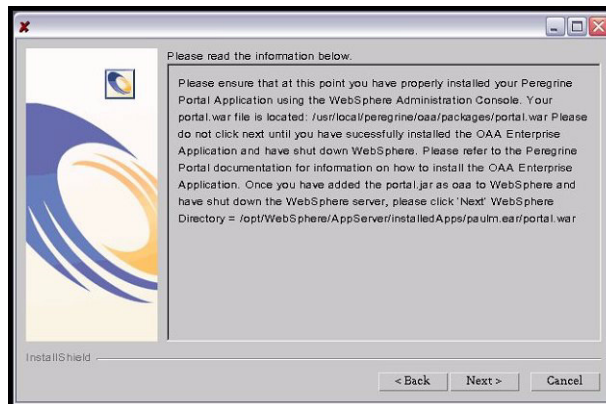 Please read the information below.
Please ensure that at this point you have properly installed your Peregrine
Portal Application using the WebSphere Administration Console. Your
portal.war file is located: /usr/local/peregrine/oaa/packages/portal.war Please
do not click next until you have sucessfully installed the OAA Enterprise
Application and have shut down WebSphere. Please refer to the Peregrine
Portal documentation for information on how to install the OAA Enterprise
Application. Once you have added the portal.jar as oaa to WebSphere and
have shut down the WebSphere server, please click 'Next' WebSphere
Directory = /opt/WebSphere/AppServer/installedApps/paulm.ear/portal.war
InstallShield
< Back Next > Cancel